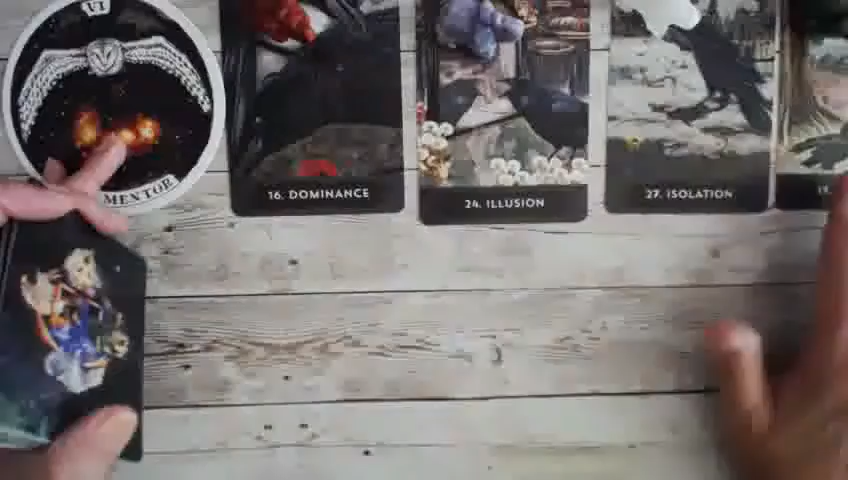 VI
MENTOR
16. DOMINANCE
24. ILLUSION
27. ISOLATION